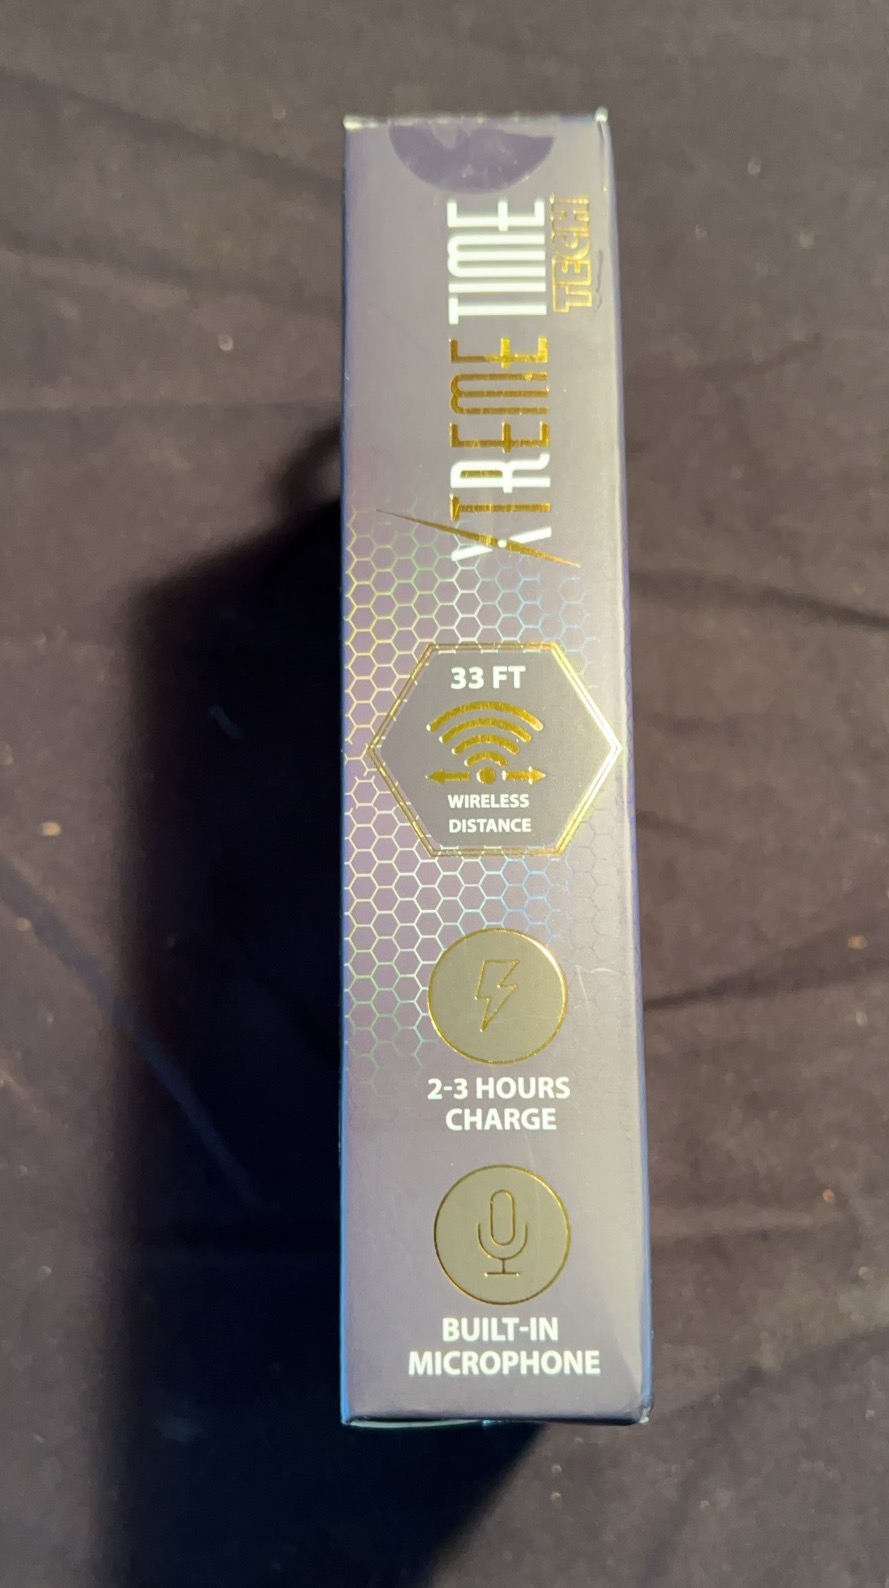 XTREME TIME
TECH
33 FT
WIRELESS
DISTANCE
2-3 HOURS
CHARGE
BUILT-IN
MICROPHONE